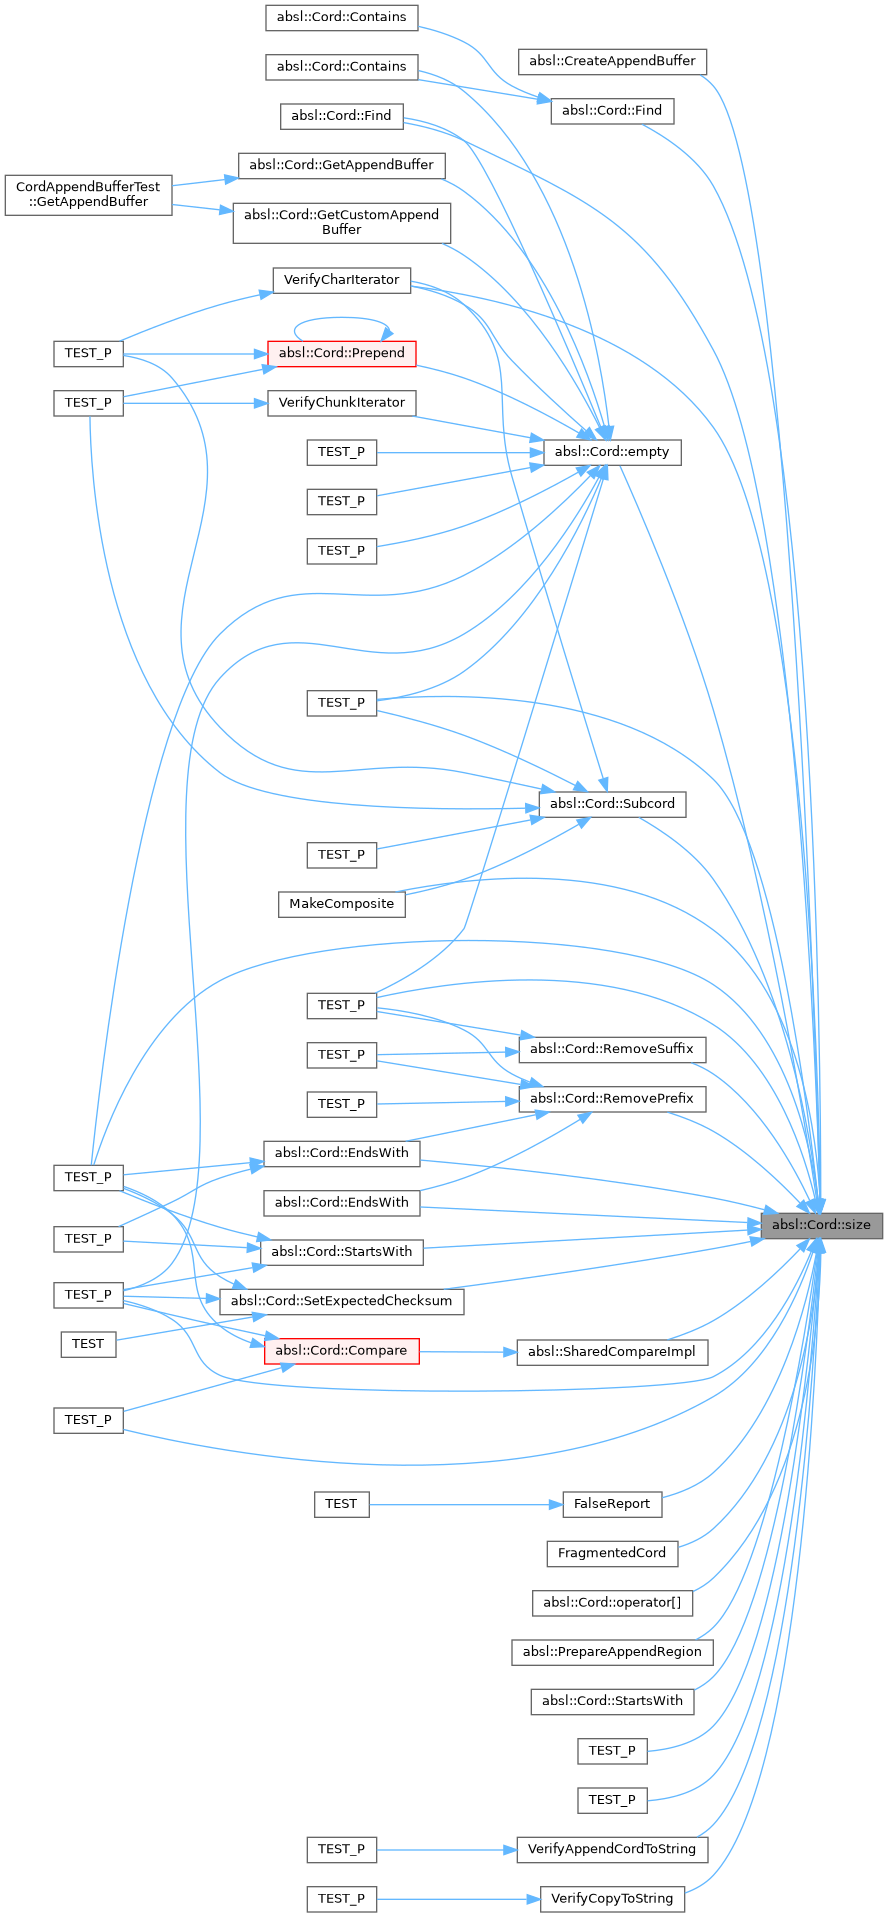 absl::Cord::Contains
absl::CreateAppendBuffer
absl::Cord::Contains
absl::Cord::Find
absl::Cord::Find
absl::Cord::GetAppendBuffer
CordAppendBufferTest
::GetAppendBuffer
absl::Cord::GetCustomAppend
Buffer
VerifyCharIterator
TEST_P
absl::Cord::Prepend
TEST_P
VerifyChunkIterator
TEST_P
absl::Cord::empty
TEST_P
TEST_P
TEST_P
absl::Cord::Subcord
TEST_P
MakeComposite
TEST_P
absl::Cord::RemoveSuffix
TEST_P
absl::Cord::RemovePrefix
TEST_P
absl::Cord::EndsWith
TEST_P
absl::Cord::EndsWith
absl::Cord::size
TEST_P
absl::Cord::StartsWith
TEST_P
absl::Cord::SetExpectedChecksum
TEST
absl::Cord::Compare
absl::SharedCompareImpl
TEST_P
TEST
FalseReport
FragmentedCord
absl::Cord::operator[]
absl::PrepareAppendRegion
absl::Cord::StartsWith
TEST_P
TEST_P
TEST_P
VerifyAppendCordToString
TEST_P
VerifyCopyToString